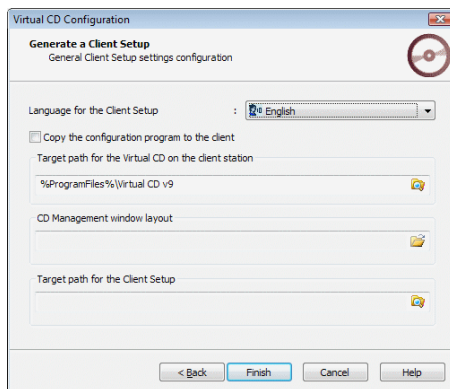 Virtual CD Configuration
Generate a Client Setup
General Client Setup settings configuration
Language for the Client Setup : English
Copy the configuration program to the client
Target path for the Virtual CD on the client station
%ProgramFiles%\Virtual CD v9
CD Management window layout
Target path for the Client Setup
< Back Finish Cancel Help